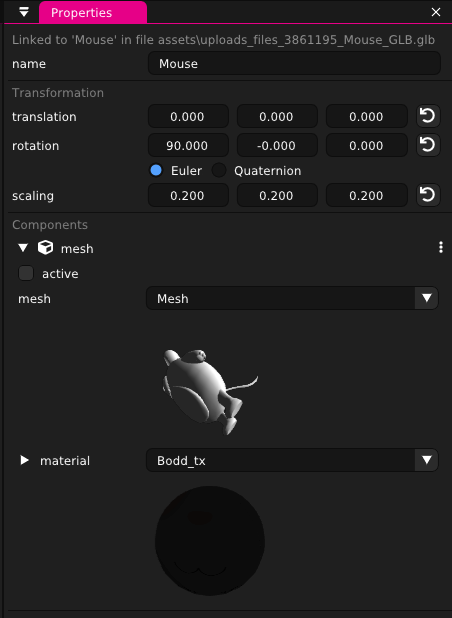 Properties
Linked to 'Mouse' in file assets\uploads_files_3861195_Mouse_GLB.glb
name Mouse
Transformation
translation 0.000 0.000 0.000
rotation 90.000 -0.000 0.000
Euler Quaternion
scaling 0.200 0.200 0.200
Components
mesh
active
mesh Mesh
material Bodd_tx